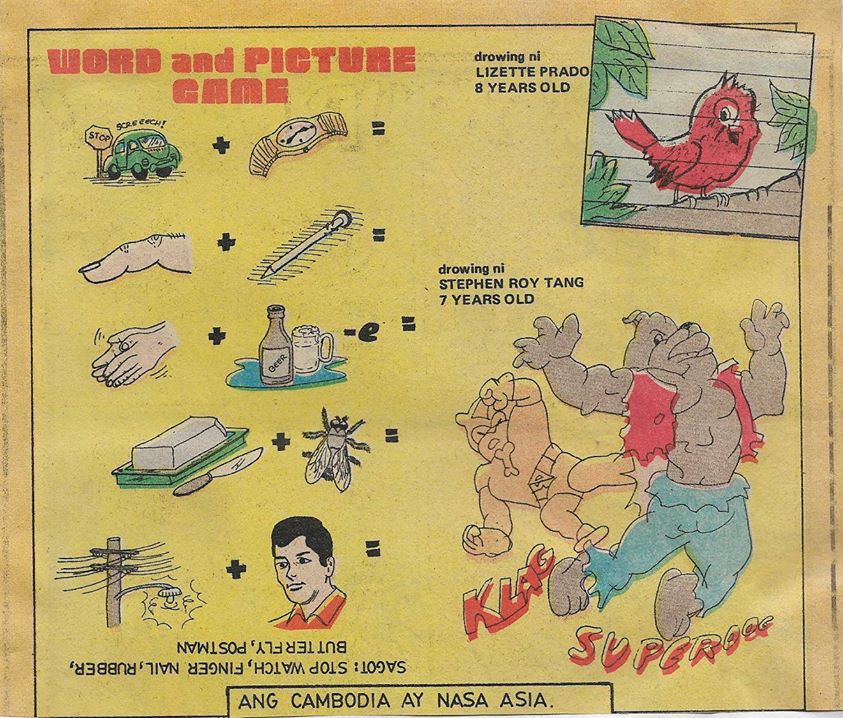 WORD and PICTURE
GAME
STOP
SCREEECH!
+
=
+
=
+
BEER
-e =
+
=
+
=
SAGOT: STOP WATCH, FINGER NAIL, RUBBER,
BUTTERFLY, POSTMAN
drowing ni
LIZETTE PRADO
8 YEARS OLD
drowing ni
STEPHEN ROY TANG
7 YEARS OLD
KLAG
SUPERDOG
ANG CAMBODIA AY NASA ASIA.